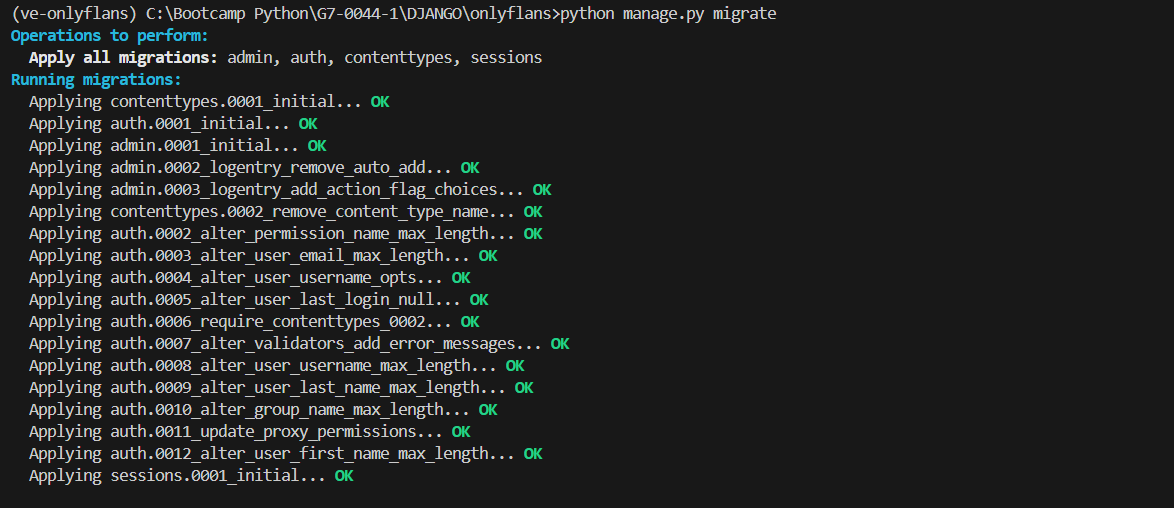 (ve-onlyflans) C:\Bootcamp Python\G7-0044-1\DJANGO\onlyflans>python manage.py migrate
Operations to perform:
Apply all migrations: admin, auth, contenttypes, sessions
Running migrations:
Applying contenttypes.0001_initial... OK
Applying auth.0001_initial... OK
Applying admin.0001_initial... OK
Applying admin.0002_logentry_remove_auto_add... OK
Applying admin.0003_logentry_add_action_flag_choices... OK
Applying contenttypes.0002_remove_content_type_name... OK
Applying auth.0002_alter_permission_name_max_length... OK
Applying auth.0003_alter_user_email_max_length... OK
Applying auth.0004_alter_user_username_opts... OK
Applying auth.0005_alter_user_last_login_null... OK
Applying auth.0006_require_contenttypes_0002... OK
Applying auth.0007_alter_validators_add_error_messages... OK
Applying auth.0008_alter_user_username_max_length... OK
Applying auth.0009_alter_user_last_name_max_length... OK
Applying auth.0010_alter_group_name_max_length... OK
Applying auth.0011_update_proxy_permissions... OK
Applying auth.0012_alter_user_first_name_max_length... OK
Applying sessions.0001_initial... OK